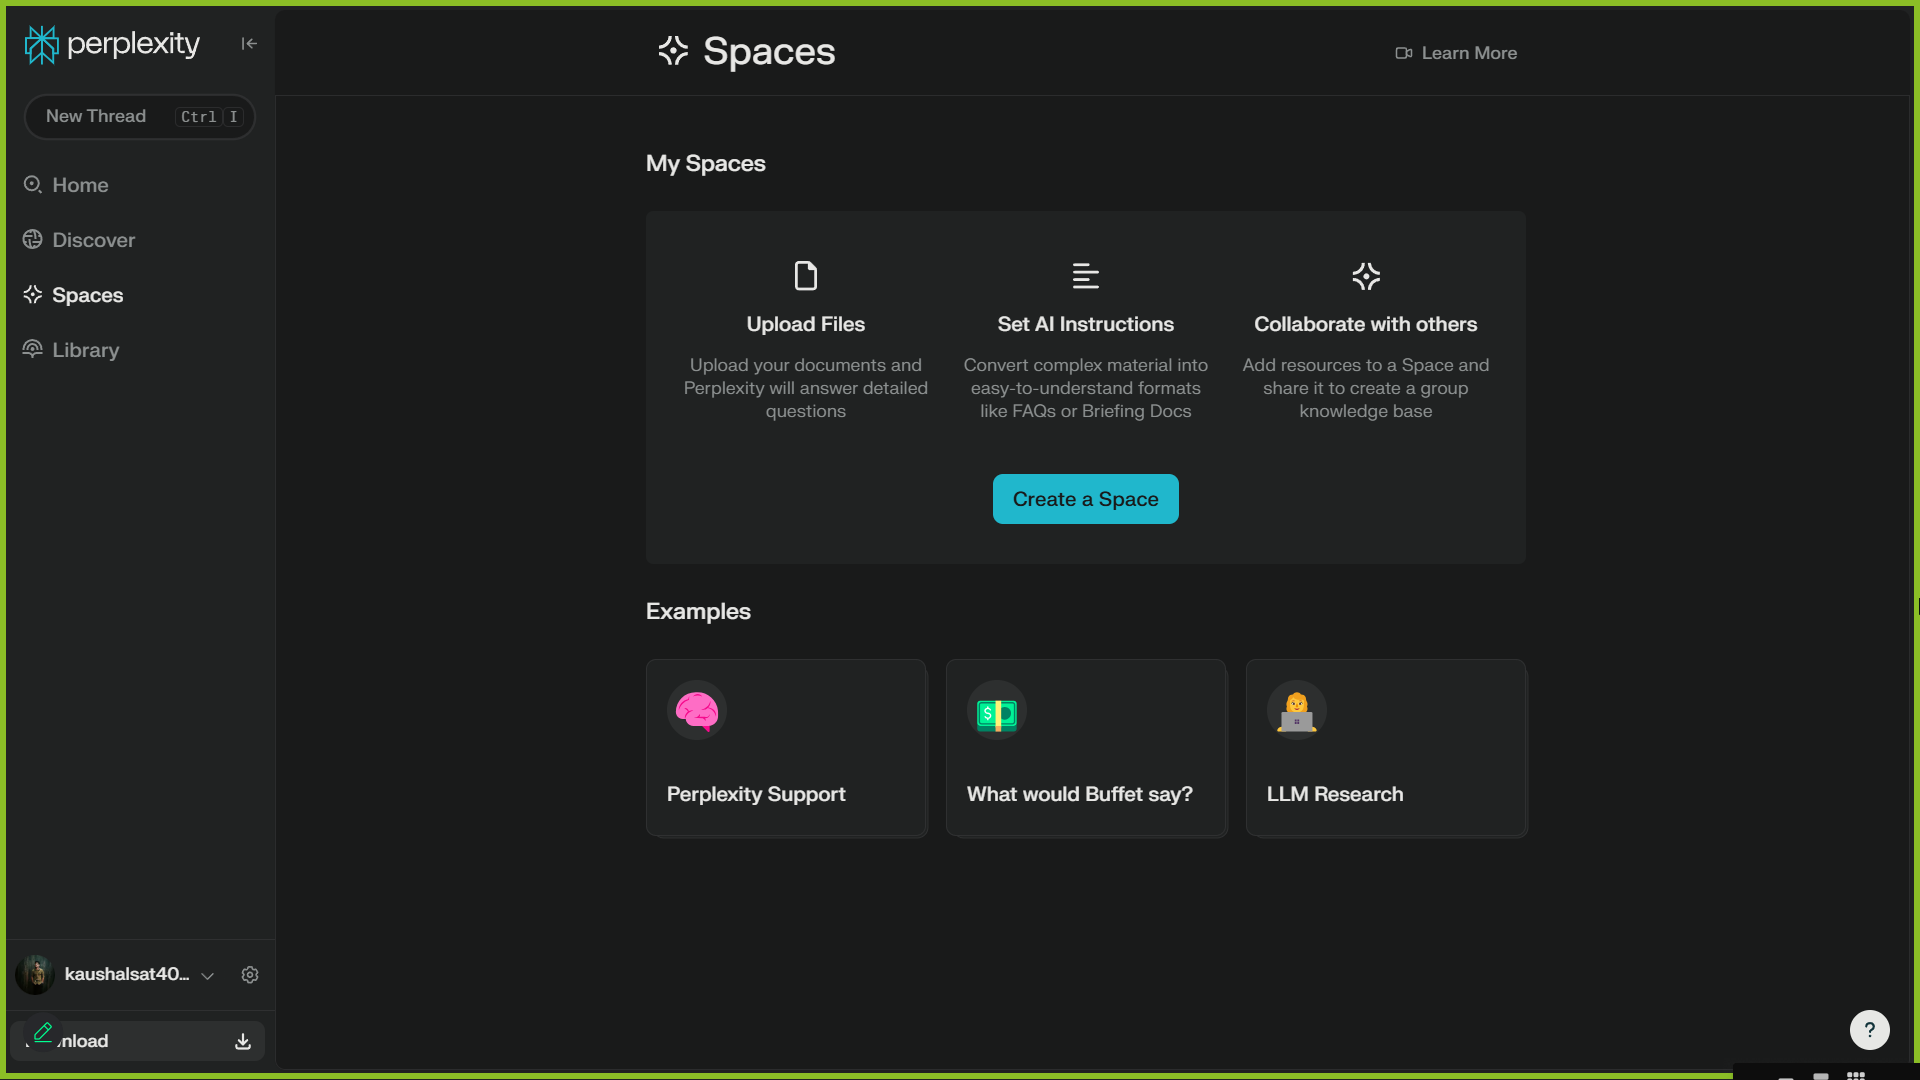 perplexity
New Thread Ctrl I
Home
Discover
Spaces
Library
kaushalsat40...
nload
Spaces
Learn More
My Spaces
Upload Files
Upload your documents and
Perplexity will answer detailed
questions
Set AI Instructions
Convert complex material into
easy-to-understand formats
like FAQs or Briefing Docs
Collaborate with others
Add resources to a Space and
share it to create a group
knowledge base
Create a Space
Examples
Perplexity Support
What would Buffet say?
LLM Research
?